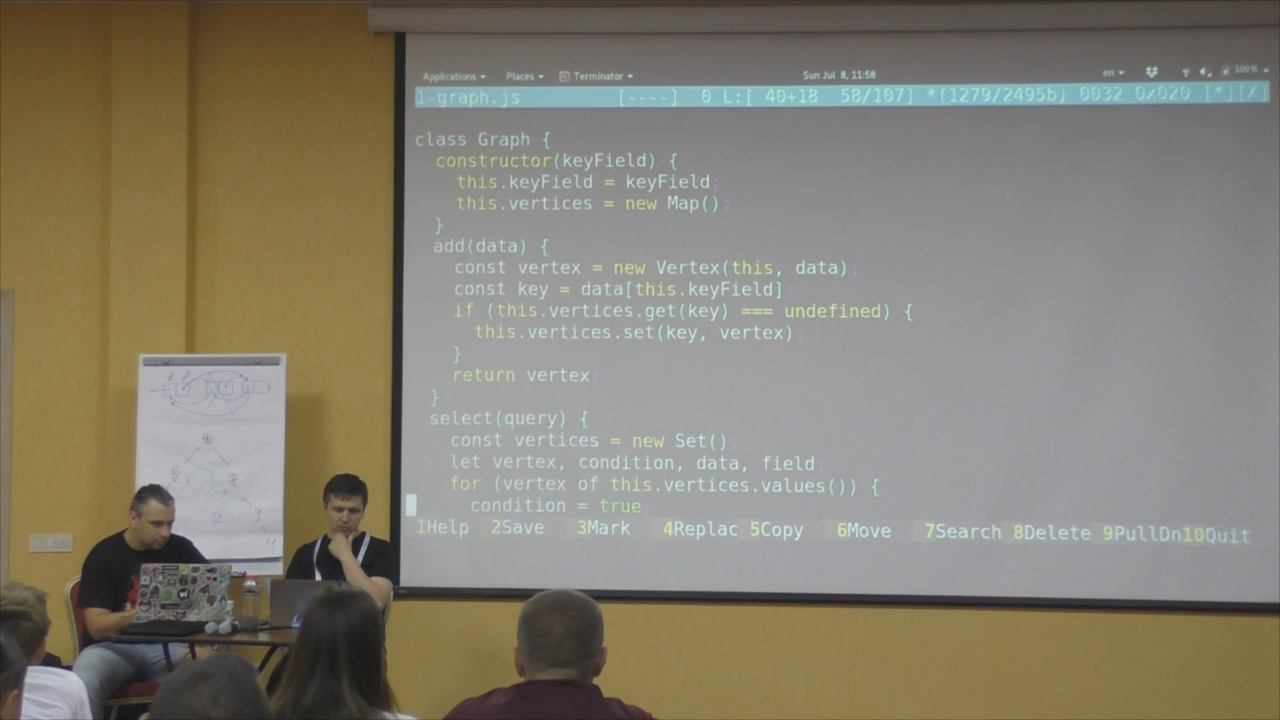 Applications Places Terminator Sun Jul 8, 11:58 en 100%
1-graph.js [----] 0 L:[ 40+18 58/107] *(1279/2495b) 0032 0x020 [*][X]
class Graph {
constructor(keyField) {
this.keyField = keyField;
this.vertices = new Map();
}
add(data) {
const vertex = new Vertex(this, data);
const key = data[this.keyField];
if (this.vertices.get(key) === undefined) {
this.vertices.set(key, vertex);
}
return vertex;
}
select(query) {
const vertices = new Set();
let vertex, condition, data, field;
for (vertex of this.vertices.values()) {
condition = true;
1Help 2Save 3Mark 4Replac 5Copy 6Move 7Search 8Delete 9PullDn 10Quit